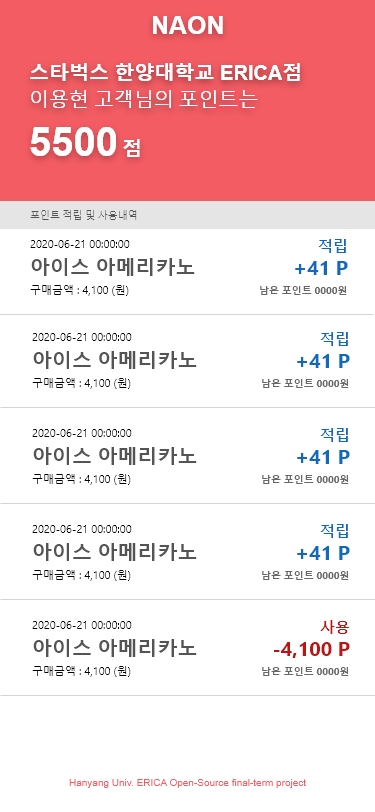 NAON
스타벅스 한양대학교 ERICA점
이용현 고객님의 포인트는
5500 점
포인트 적립 및 사용내역
2020-06-21 00:00:00
적립
아이스 아메리카노
+41 P
구매금액 : 4,100 (원)
남은 포인트 0000원
2020-06-21 00:00:00
적립
아이스 아메리카노
+41 P
구매금액 : 4,100 (원)
남은 포인트 0000원
2020-06-21 00:00:00
적립
아이스 아메리카노
+41 P
구매금액 : 4,100 (원)
남은 포인트 0000원
2020-06-21 00:00:00
적립
아이스 아메리카노
+41 P
구매금액 : 4,100 (원)
남은 포인트 0000원
2020-06-21 00:00:00
사용
아이스 아메리카노
-4,100 P
구매금액 : 4,100 (원)
남은 포인트 0000원
Hanyang Univ. ERICA Open-Source final-term project